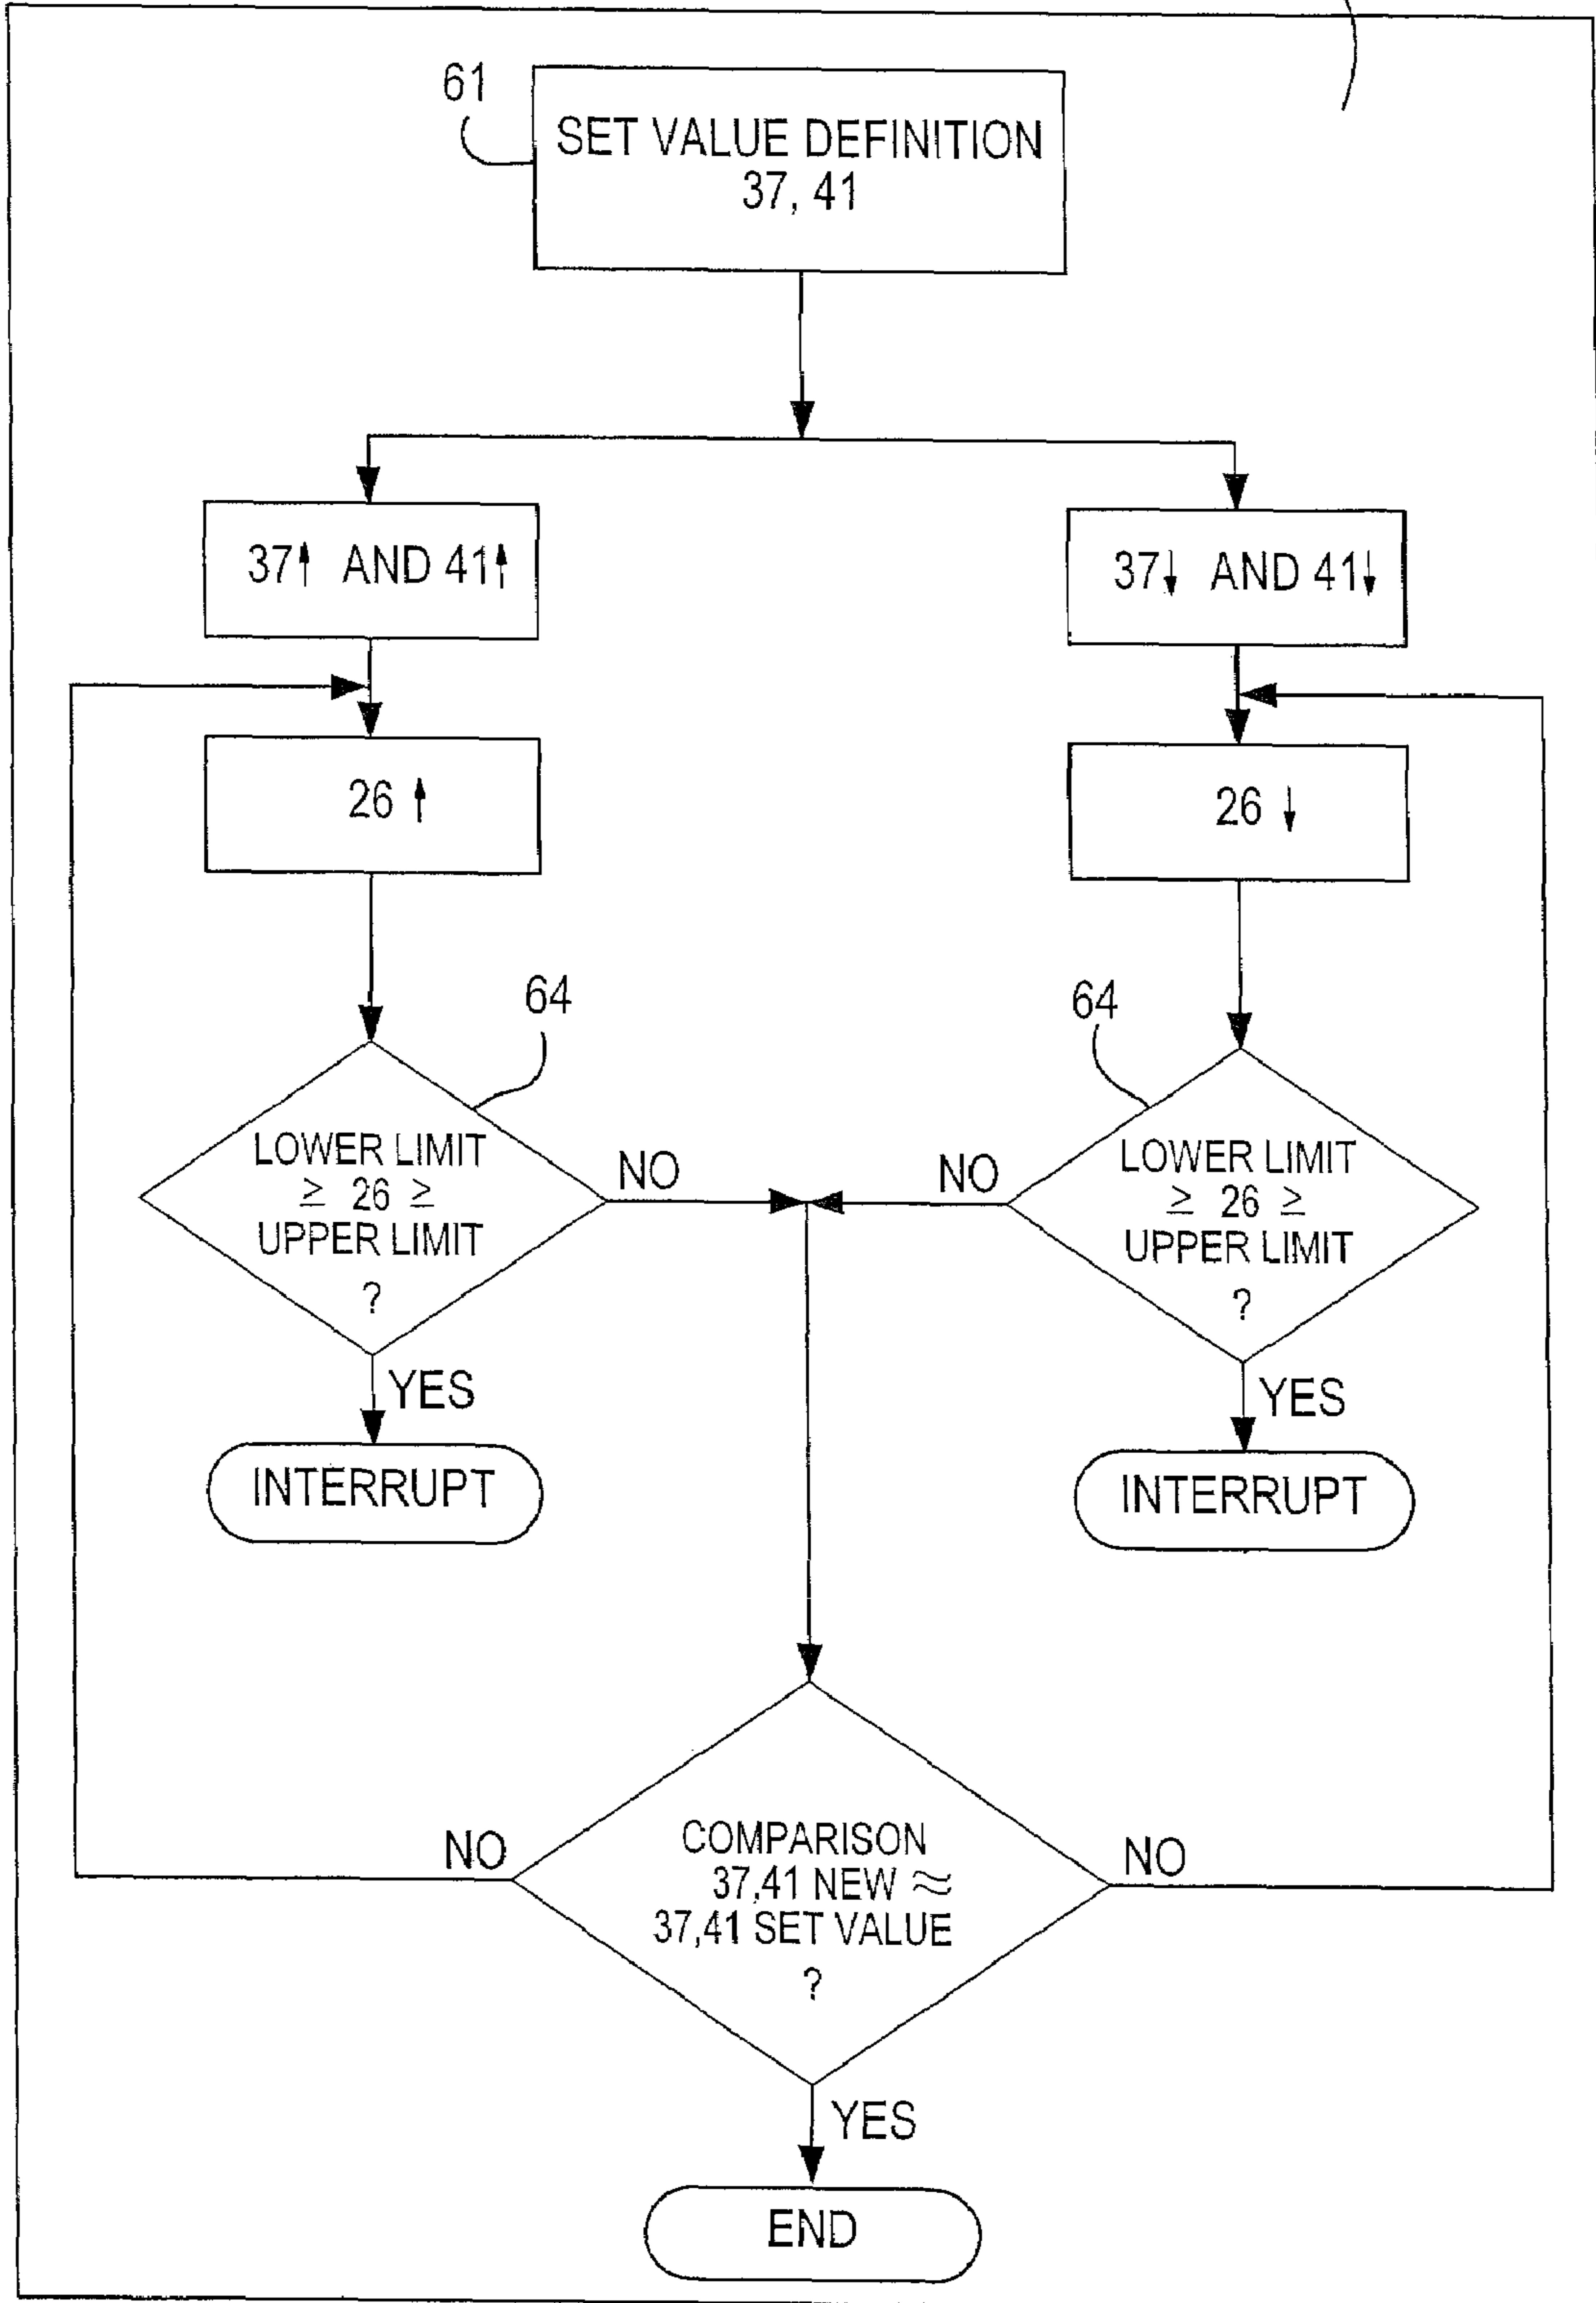 61
SET VALUE DEFINITION
37, 41
37↑ AND 41↑
37↓ AND 41↓
26 ↑
26 ↓
64
64
LOWER LIMIT
≥ 26 ≥
UPPER LIMIT
?
NO
NO
LOWER LIMIT
≥ 26 ≥
UPPER LIMIT
?
YES
YES
INTERRUPT
INTERRUPT
NO
COMPARISON
37,41 NEW ≈
37,41 SET VALUE
?
NO
YES
END